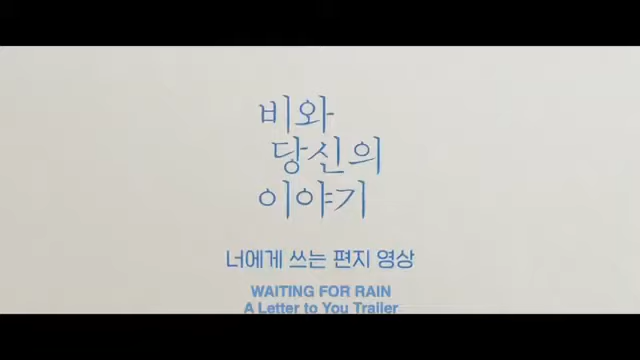 비와
당신의
이야기
너에게 쓰는 편지 영상
WAITING FOR RAIN
A Letter to You Trailer